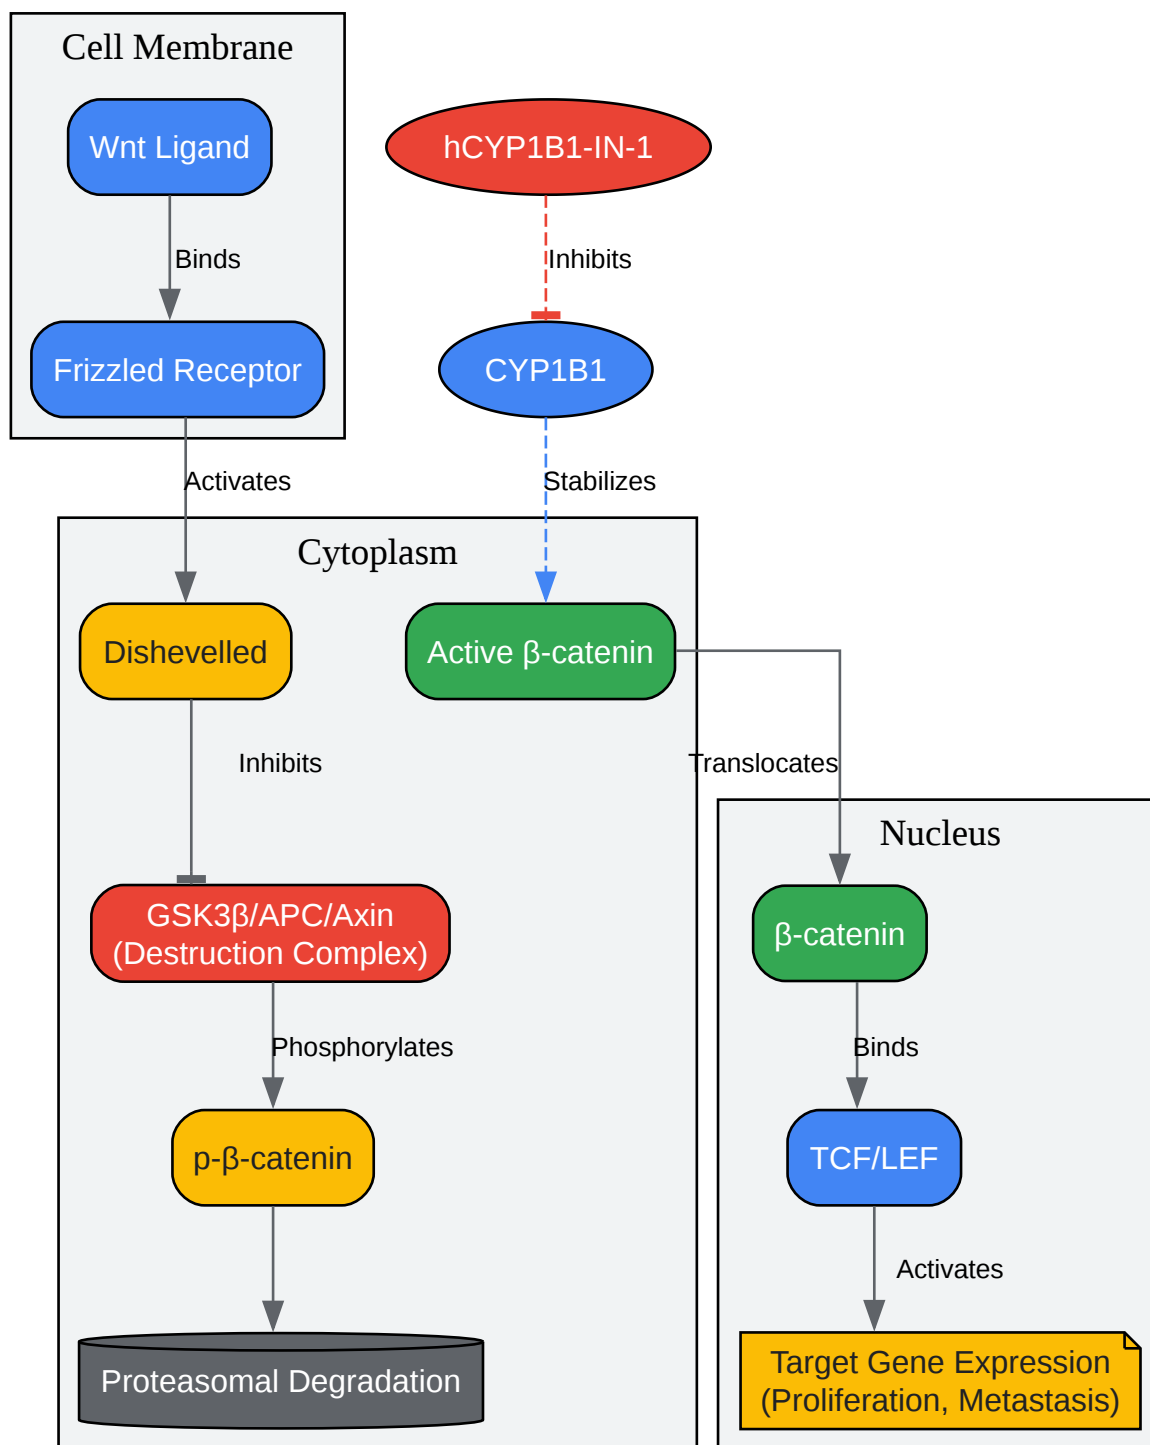 Cell Membrane
Wnt Ligand
hCYP1B1-IN-1
Binds
Inhibits
Frizzled Receptor
CYP1B1
Activates
Stabilizes
Cytoplasm
Dishevelled
Active β-catenin
Inhibits
Translocates
Nucleus
GSK3β/APC/Axin
(Destruction Complex)
β-catenin
Phosphorylates
Binds
p-β-catenin
TCF/LEF
Activates
Proteasomal Degradation
Target Gene Expression
(Proliferation, Metastasis)